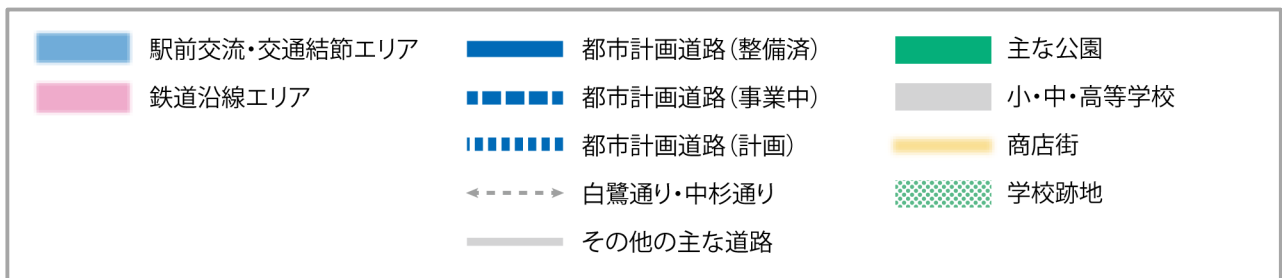 駅前交流・交通結節エリア
鉄道沿線エリア
都市計画道路（整備済）
都市計画道路（事業中）
都市計画道路（計画）
白鷺通り・中杉通り
その他の主な道路
主な公園
小・中・高等学校
商店街
学校跡地